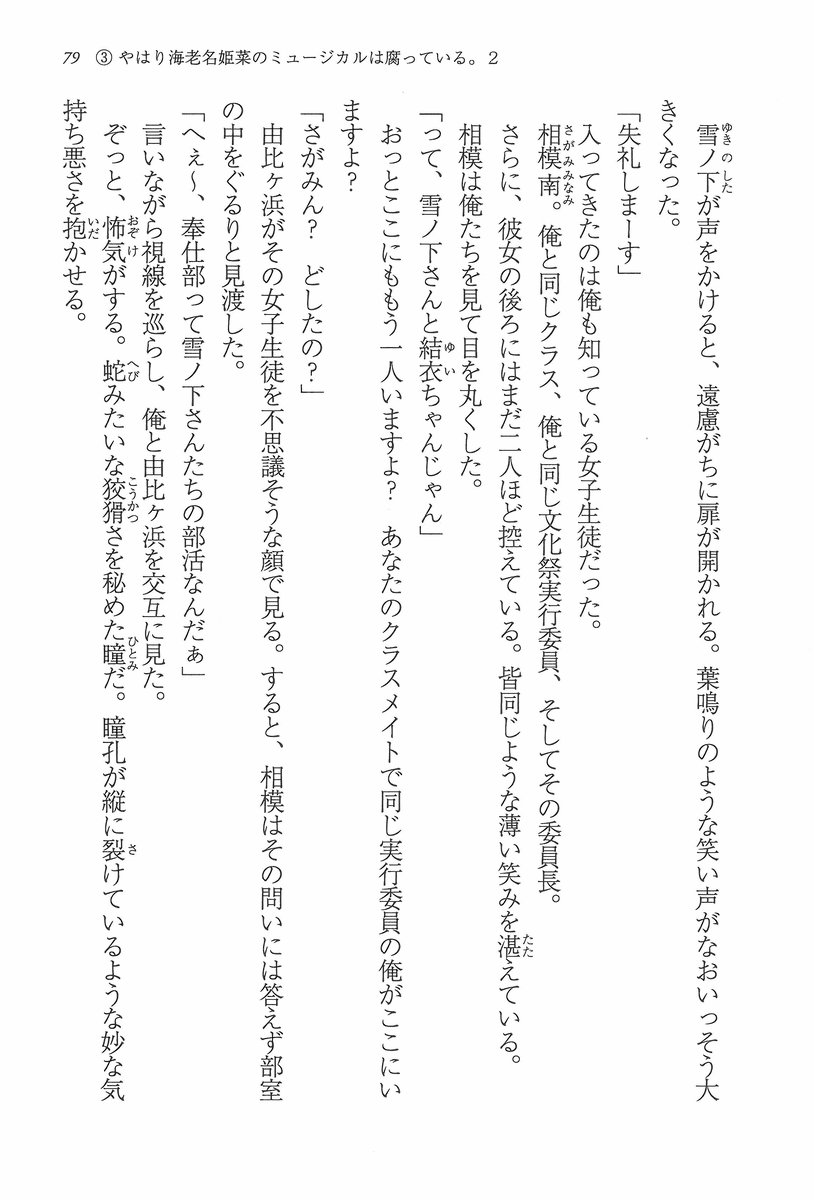 79　③ やはり海老名姫菜のミュージカルは腐っている。２
雪ノ下が声をかけると、遠慮がちに扉が開かれる。葉鳴りのような笑い声がなおいっそう大
きくなった。
「失礼しまーす」
入ってきたのは俺も知っている女子生徒だった。
相模南。俺と同じクラス、俺と同じ文化祭実行委員、そしてその委員長。
さらに、彼女の後ろにはまだ二人ほど控えている。皆同じような薄い笑みを湛えている。
相模は俺たちを見て目を丸くした。
「って、雪ノ下さんと結衣ちゃんじゃん」
おっとここにももう一人いますよ？　あなたのクラスメイトで同じ実行委員の俺がここにい
ますよ？
「さがみん？　どしたの？」
由比ヶ浜がその女子生徒を不思議そうな顔で見る。すると、相模はその問いには答えず部室
の中をぐるりと見渡した。
「へぇ〜、奉仕部って雪ノ下さんたちの部活なんだぁ」
言いながら視線を巡らし、俺と由比ヶ浜を交互に見た。
ぞっと、怖気がする。蛇みたいな狡猾さを秘めた瞳だ。瞳孔が縦に裂けているような妙な気
持ち悪さを抱かせる。